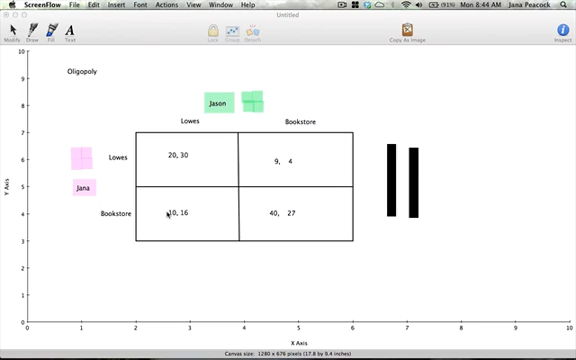 ScreenFlow File Edit Insert Font Actions View Window Help (91%) Mon 8:44 AM Jana Peacock
Untitled
Modify Draw Fill Text Lock Group Detach Copy As Image
Oligopoly
Jason
Lowes Bookstore
Lowes 20, 30 9, 4
Jana
Bookstore 10, 16 40, 27
Y Axis
10
9
8
7
6
5
4
3
2
1
0
0 1 2 3 4 5 6 7 8 9 10
X Axis
Canvas size: 1280 x 676 pixels (17.8 by 9.4 inches)